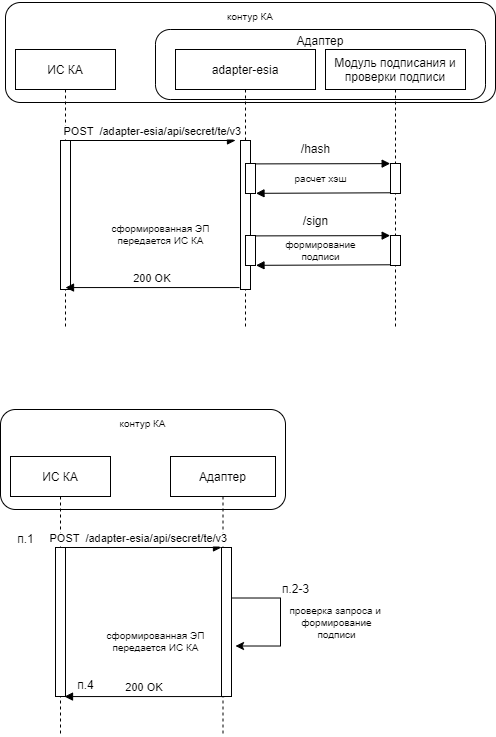 контур КА
Адаптер
ИС КА
adapter-esia
Модуль подписания и
проверки подписи
POST /adapter-esia/api/secret/te/v3
/hash
расчет хэш
/sign
сформированная ЭП
передается ИС КА
формирование
подписи
200 OK
контур КА
ИС КА
Адаптер
п.1
POST /adapter-esia/api/secret/te/v3
п.2-3
проверка запроса и
формирование
подписи
сформированная ЭП
передается ИС КА
п.4
200 OK